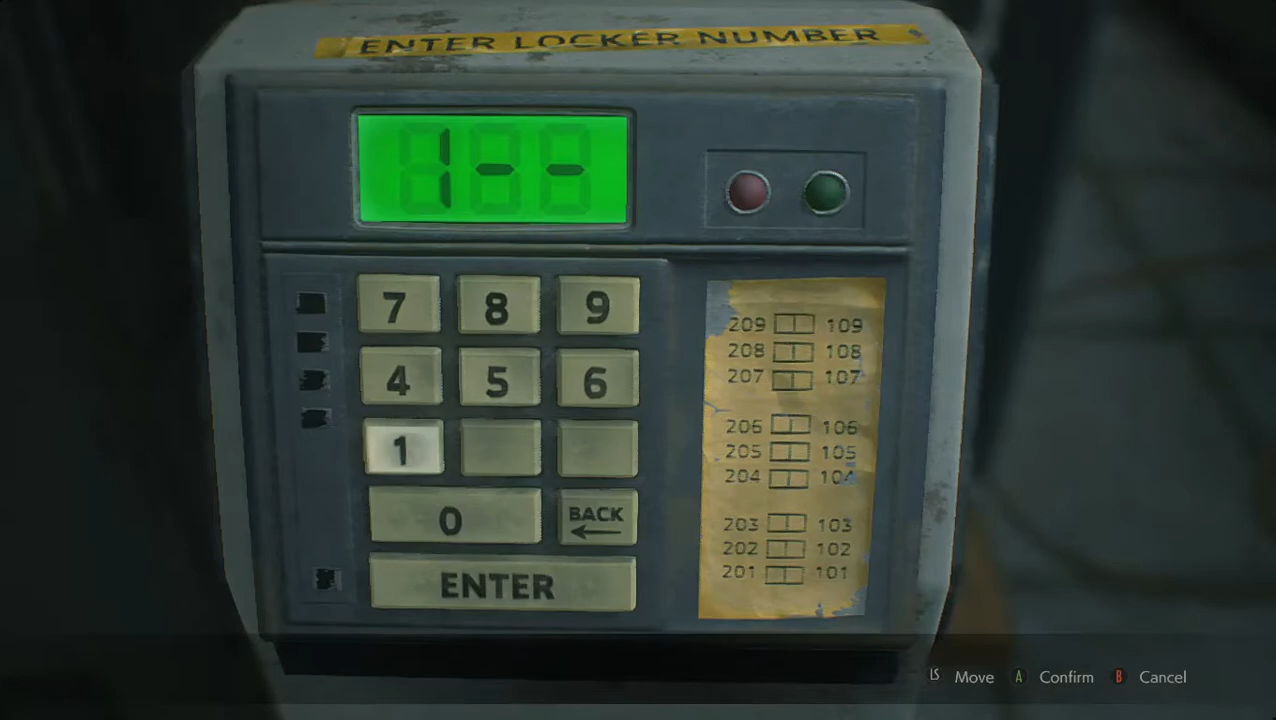 ENTER LOCKER NUMBER
1--
7 8 9
4 5 6
1
0 BACK
ENTER
209 109
208 108
207 107
206 106
205 105
204 104
203 103
202 102
201 101
LS Move A Confirm B Cancel